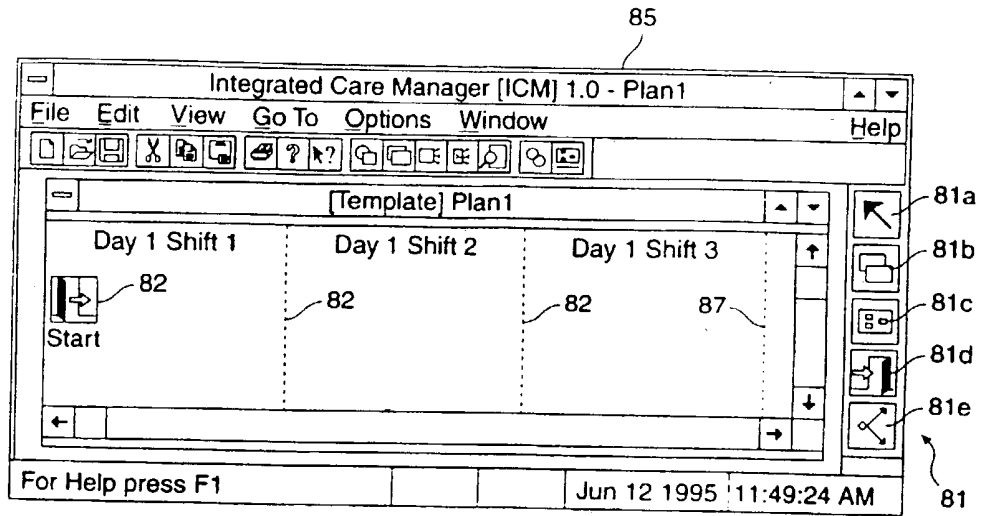 85
Integrated Care Manager [ICM] 1.0 - Plan1
File Edit View Go To Options Window Help
? ?
[Template] Plan1
Day 1 Shift 1 Day 1 Shift 2 Day 1 Shift 3
82 82 82 87
Start
81a
81b
81c
81d
81e
81
For Help press F1 Jun 12 1995 11:49:24 AM